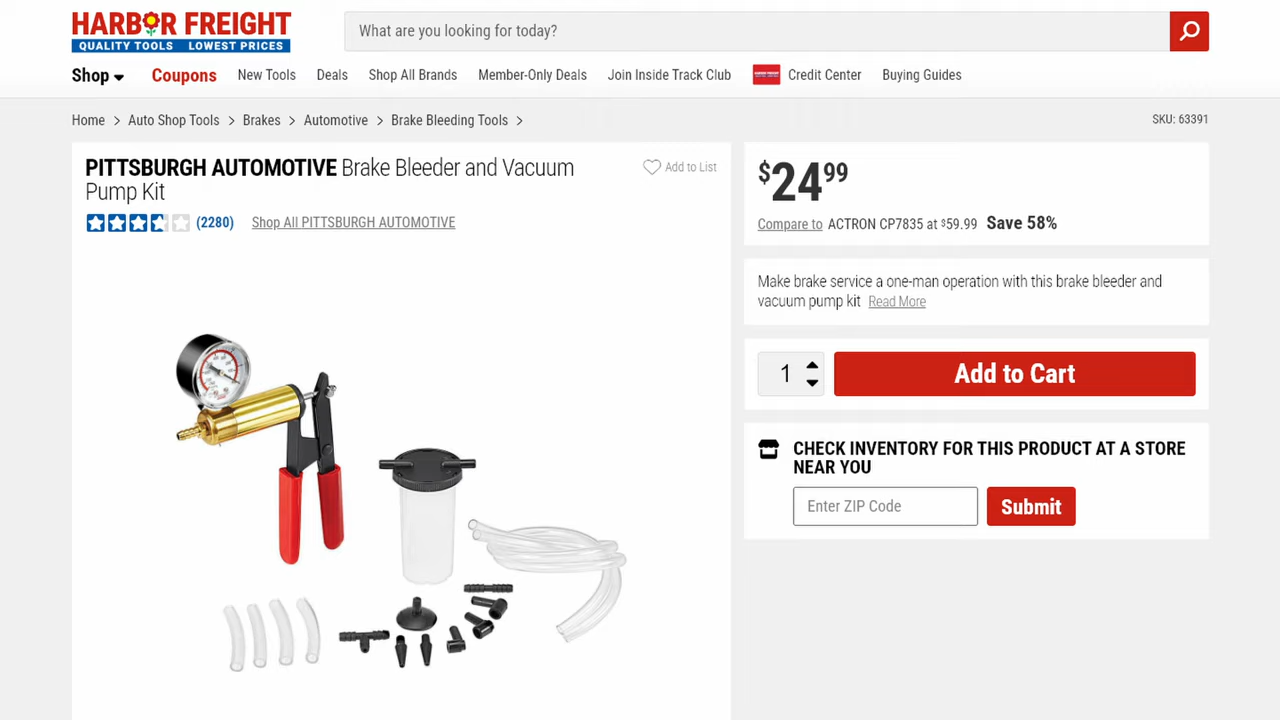 HARBOR FREIGHT
QUALITY TOOLS LOWEST PRICES
What are you looking for today?
Shop
Coupons
New Tools
Deals
Shop All Brands
Member-Only Deals
Join Inside Track Club
Credit Center
Buying Guides
Home > Auto Shop Tools > Brakes > Automotive > Brake Bleeding Tools >
SKU: 63391
PITTSBURGH AUTOMOTIVE Brake Bleeder and Vacuum
Pump Kit
Add to List
(2280)
Shop All PITTSBURGH AUTOMOTIVE
$24.99
Compare to ACTRON CP7835 at $59.99 Save 58%
Make brake service a one-man operation with this brake bleeder and
vacuum pump kit Read More
1
Add to Cart
CHECK INVENTORY FOR THIS PRODUCT AT A STORE
NEAR YOU
Enter ZIP Code
Submit